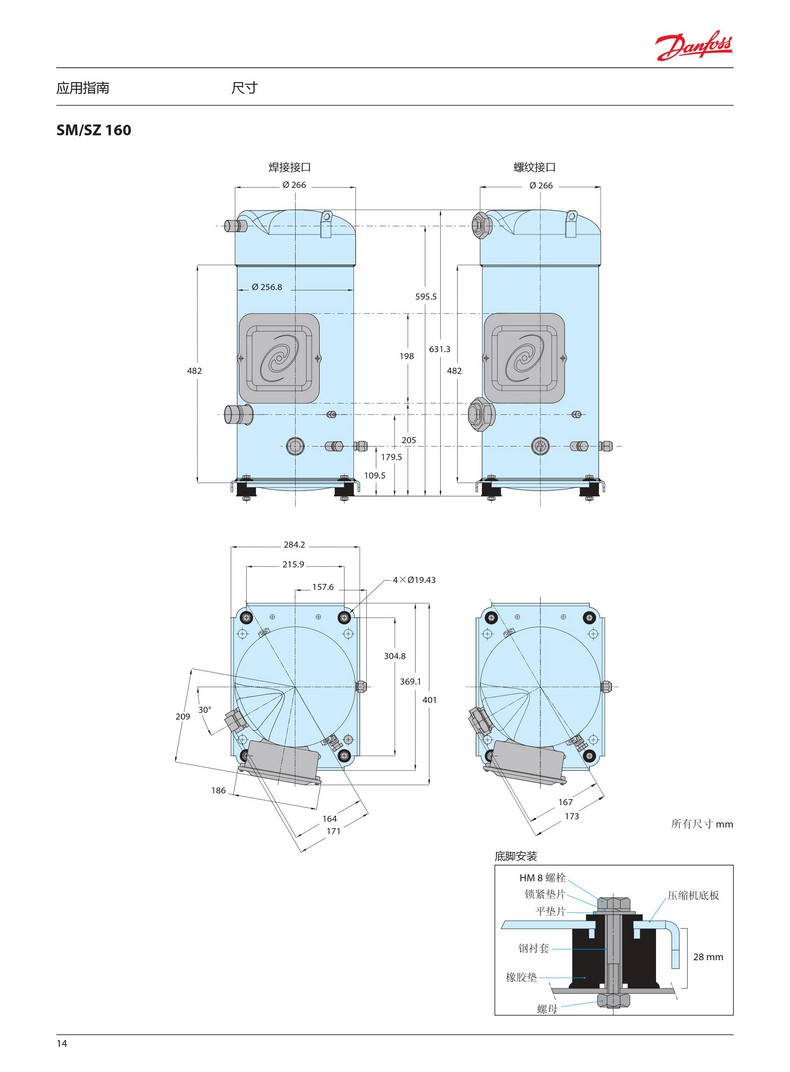 Danfoss
应用指南 尺寸
SM/SZ 160
焊接接口 螺纹接口
Ø 266 Ø 266
Ø 256.8
595.5
631.3
198
482 482
205
179.5
109.5
284.2
215.9
157.6
4×Ø19.43
304.8
369.1
401
30°
209
186
164
171
167
173
所有尺寸 mm
底脚安装
HM 8 螺栓
锁紧垫片
平垫片
压缩机底板
钢衬套
28 mm
橡胶垫
螺母
14